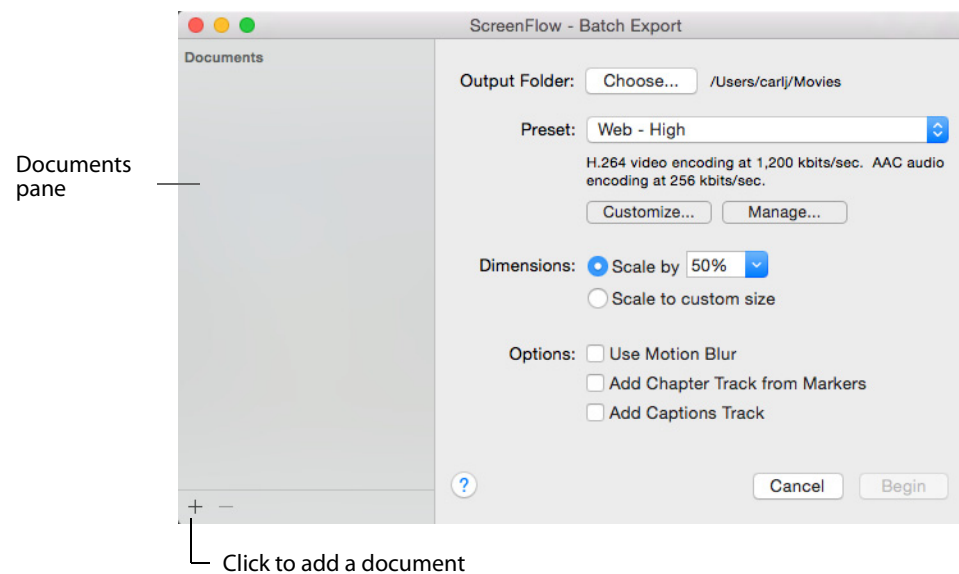 ScreenFlow - Batch Export
Documents
Output Folder: Choose... /Users/carlj/Movies
Preset: Web - High
H.264 video encoding at 1,200 kbits/sec. AAC audio
encoding at 256 kbits/sec.
Customize... Manage...
Documents
pane
Dimensions: Scale by 50%
Scale to custom size
Options: Use Motion Blur
Add Chapter Track from Markers
Add Captions Track
? Cancel Begin
+ −
Click to add a document